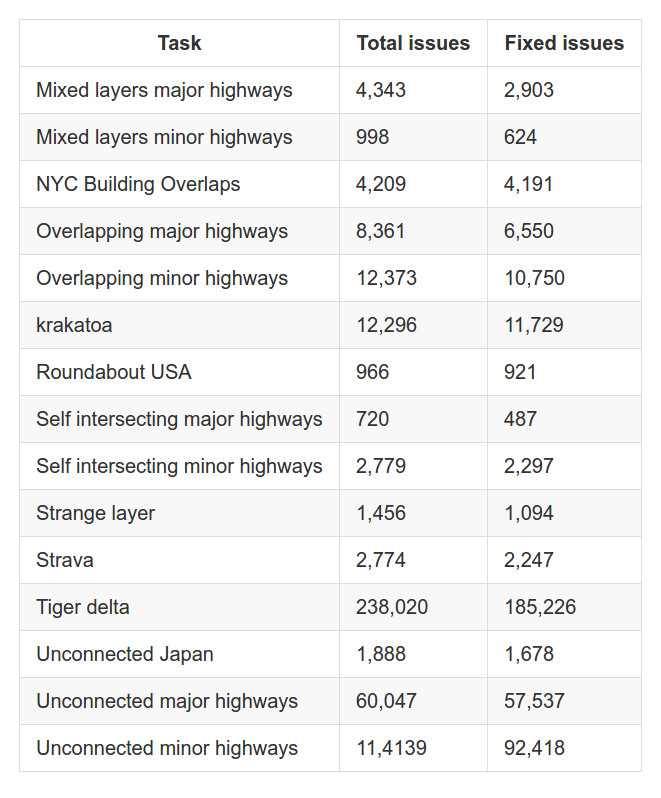 Task Total issues Fixed issues
Mixed layers major highways 4,343 2,903
Mixed layers minor highways 998 624
NYC Building Overlaps 4,209 4,191
Overlapping major highways 8,361 6,550
Overlapping minor highways 12,373 10,750
krakatoa 12,296 11,729
Roundabout USA 966 921
Self intersecting major highways 720 487
Self intersecting minor highways 2,779 2,297
Strange layer 1,456 1,094
Strava 2,774 2,247
Tiger delta 238,020 185,226
Unconnected Japan 1,888 1,678
Unconnected major highways 60,047 57,537
Unconnected minor highways 11,4139 92,418